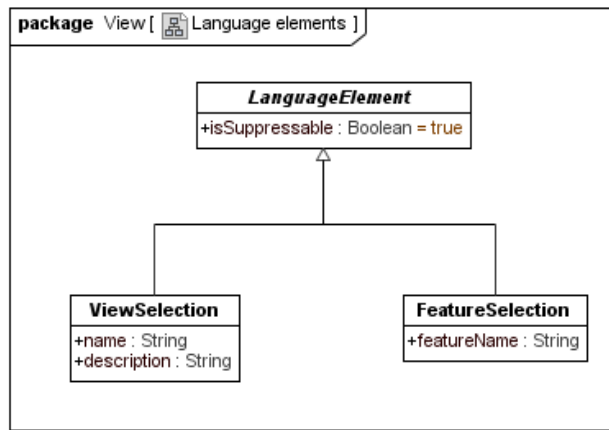 package View [ Language elements ]
LanguageElement
+isSuppressable : Boolean = true
ViewSelection
+name : String
+description : String
FeatureSelection
+featureName : String